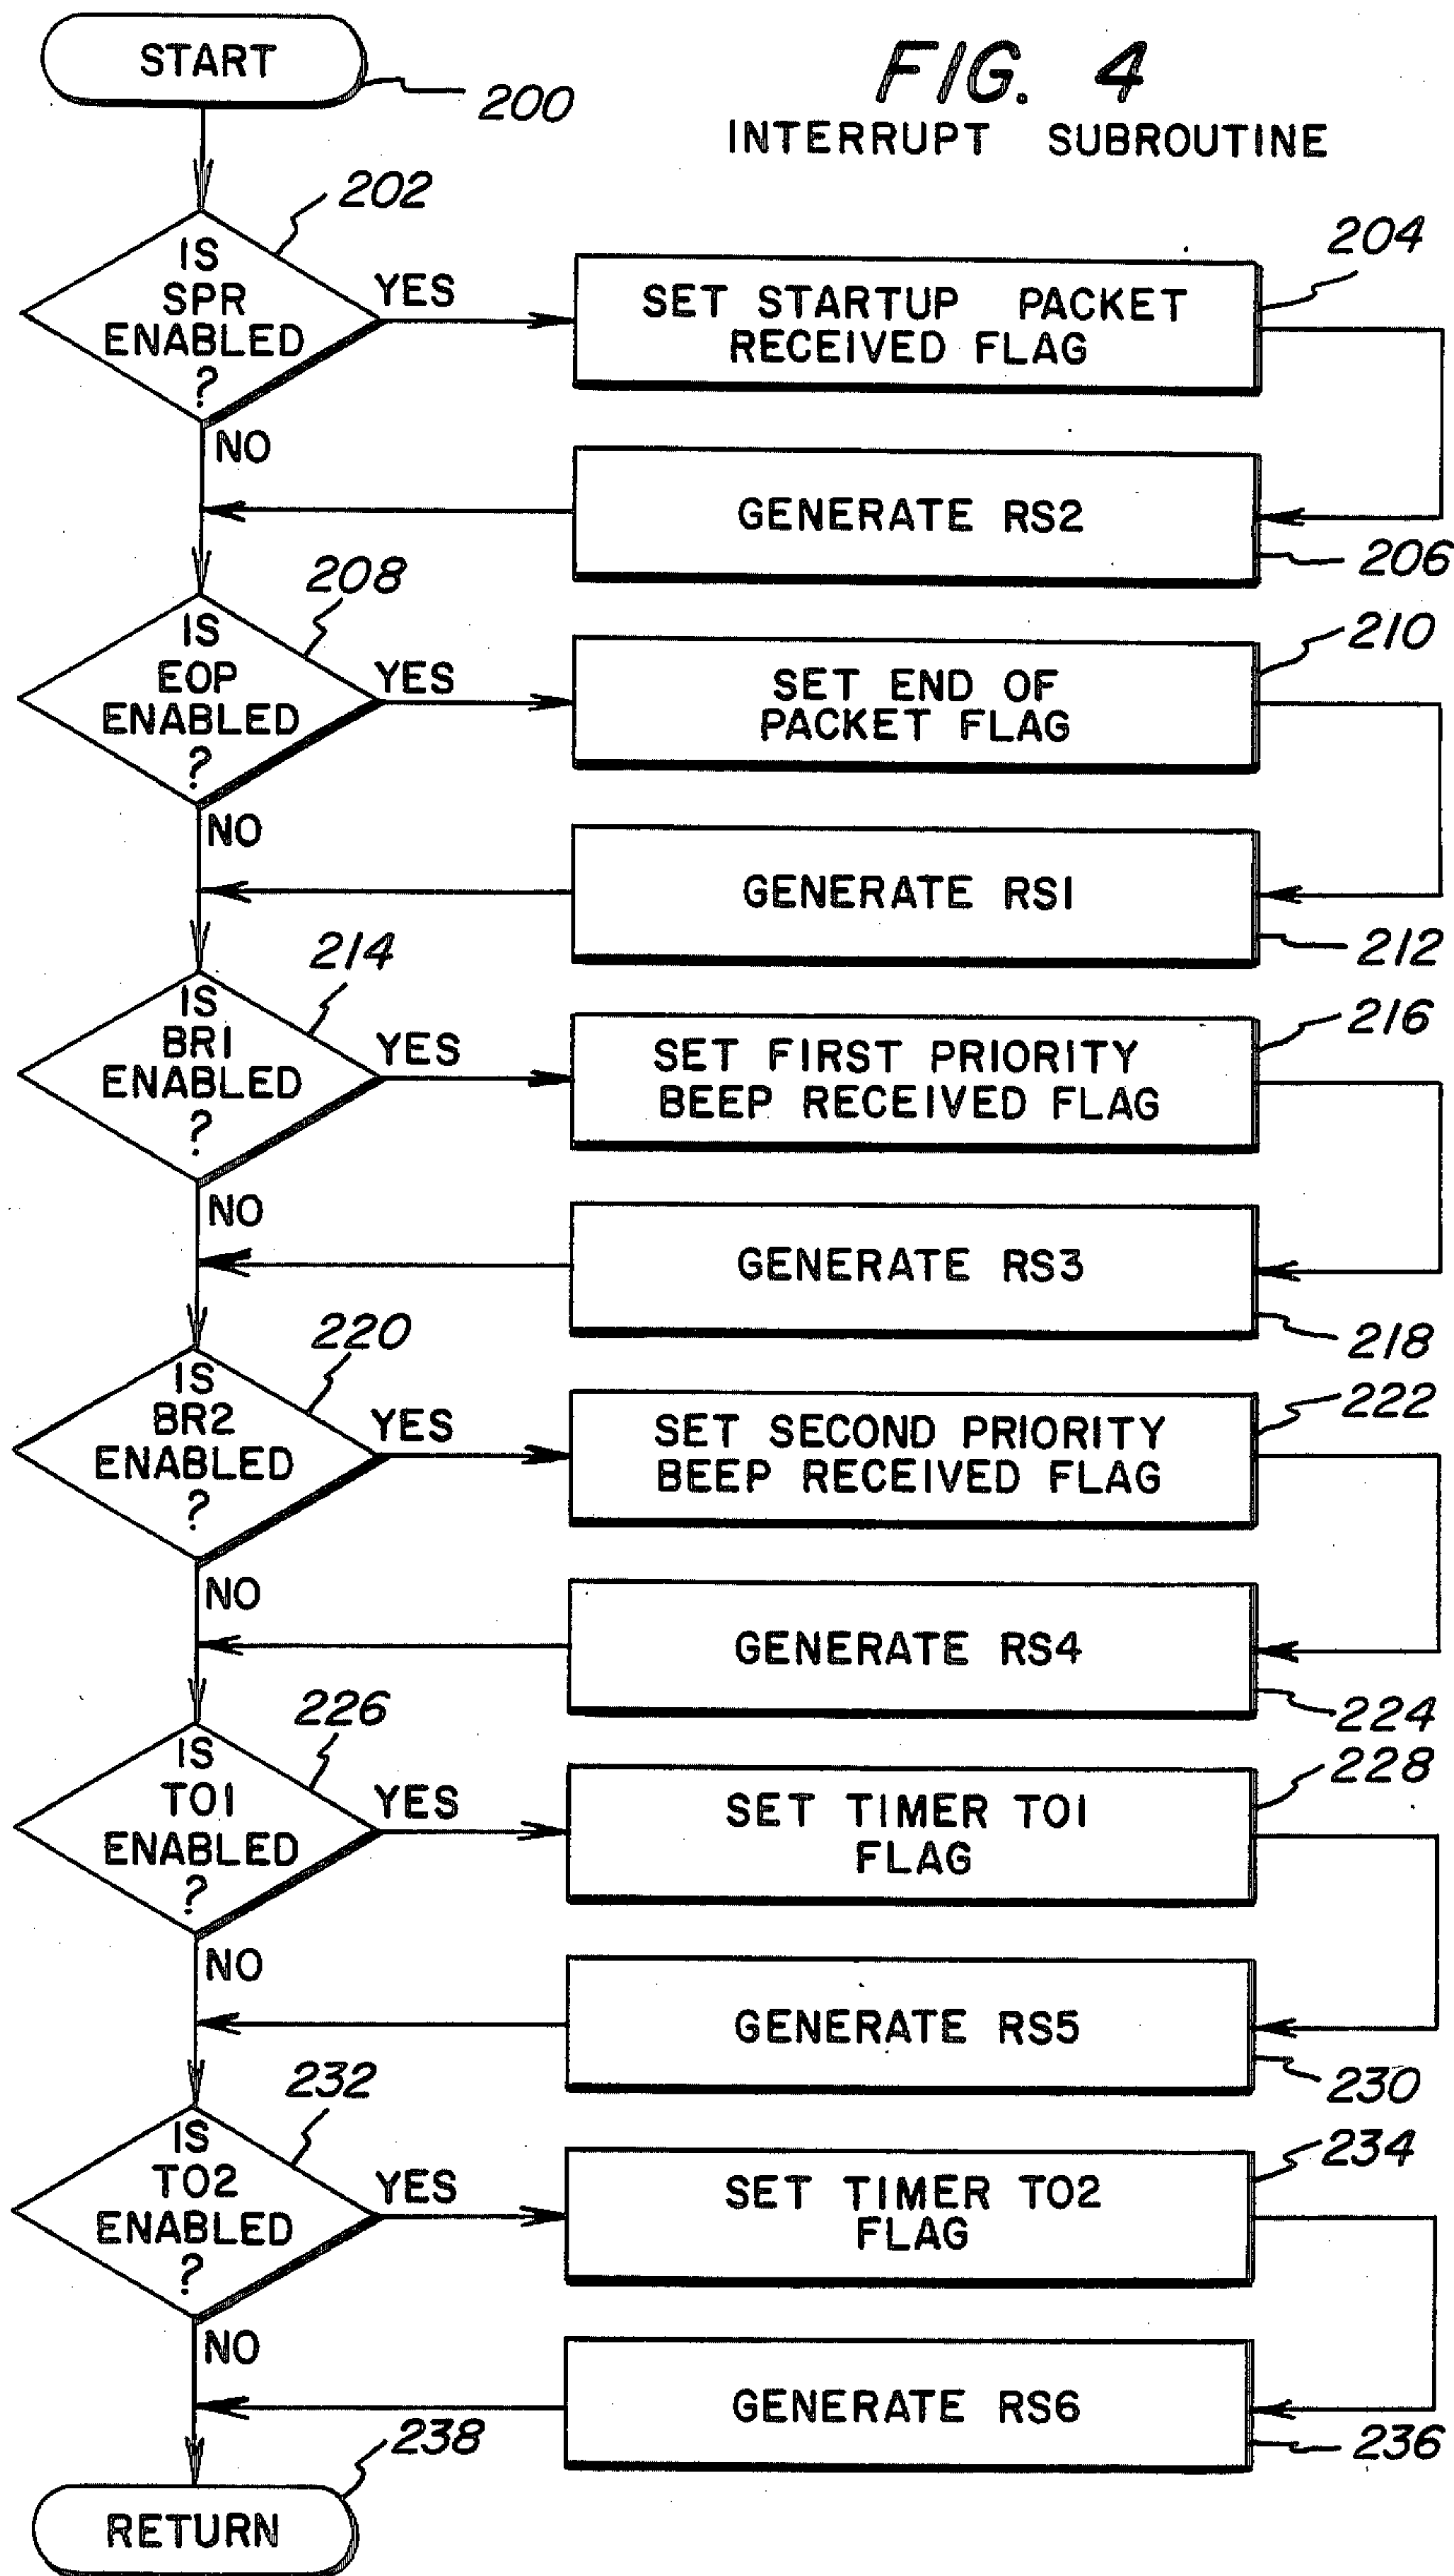 START
200
FIG. 4
INTERRUPT SUBROUTINE
202
IS
SPR
ENABLED
?
YES
NO
204
SET STARTUP PACKET
RECEIVED FLAG
GENERATE RS2
206
208
IS
EOP
ENABLED
?
YES
NO
210
SET END OF
PACKET FLAG
GENERATE RS1
212
214
IS
BR1
ENABLED
?
YES
NO
216
SET FIRST PRIORITY
BEEP RECEIVED FLAG
GENERATE RS3
218
220
IS
BR2
ENABLED
?
YES
NO
222
SET SECOND PRIORITY
BEEP RECEIVED FLAG
GENERATE RS4
224
226
IS
TO1
ENABLED
?
YES
NO
228
SET TIMER TO1
FLAG
GENERATE RS5
230
232
IS
TO2
ENABLED
?
YES
NO
234
SET TIMER TO2
FLAG
GENERATE RS6
236
238
RETURN